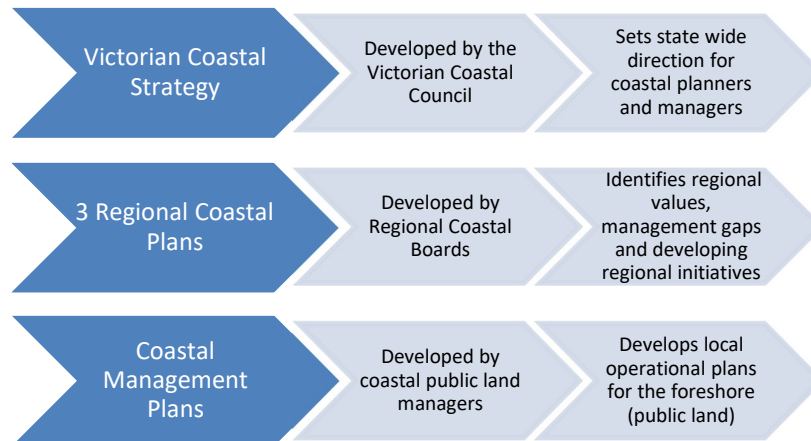 Victorian Coastal
Strategy
Developed by the
Victorian Coastal
Council
Sets state wide
direction for
coastal planners
and managers
3 Regional Coastal
Plans
Developed by
Regional Coastal
Boards
Identifies regional
values,
management gaps
and developing
regional initiatives
Coastal
Management
Plans
Developed by
coastal public land
managers
Develops local
operational plans
for the foreshore
(public land)